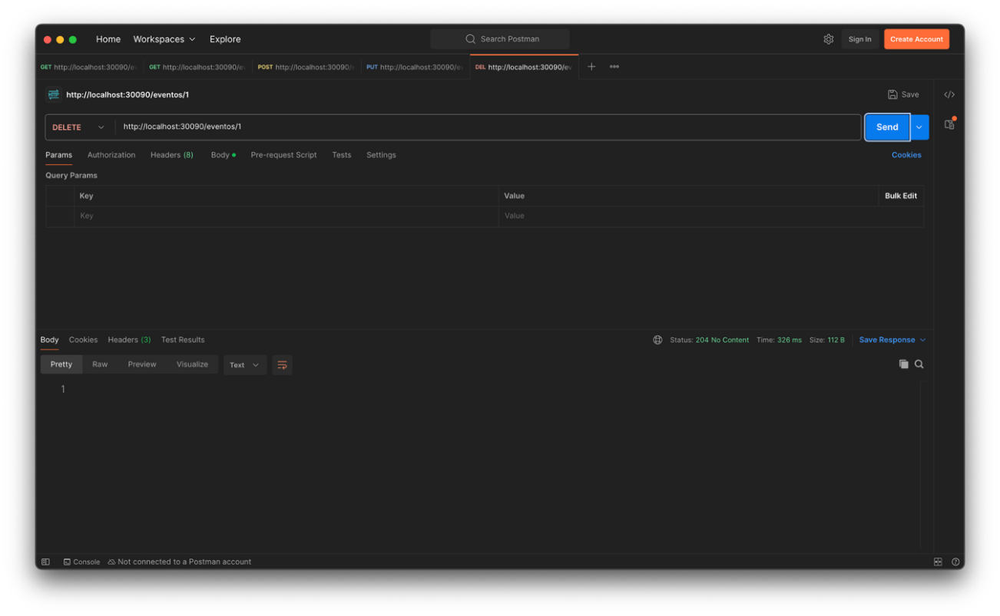 Home Workspaces Explore Search Postman Sign In Create Account
GET http://localhost:30090/e GET http://localhost:30090/e POST http://localhost:30090/ PUT http://localhost:30090/e DEL http://localhost:30090/ev
HTTP http://localhost:30090/eventos/1 Save </>
DELETE http://localhost:30090/eventos/1 Send
Params Authorization Headers (8) Body Pre-request Script Tests Settings Cookies
Query Params
Key Value Bulk Edit
Key Value
Body Cookies Headers (3) Test Results Status: 204 No Content Time: 326 ms Size: 112 B Save Response
Pretty Raw Preview Visualize Text
1
Console Not connected to a Postman account